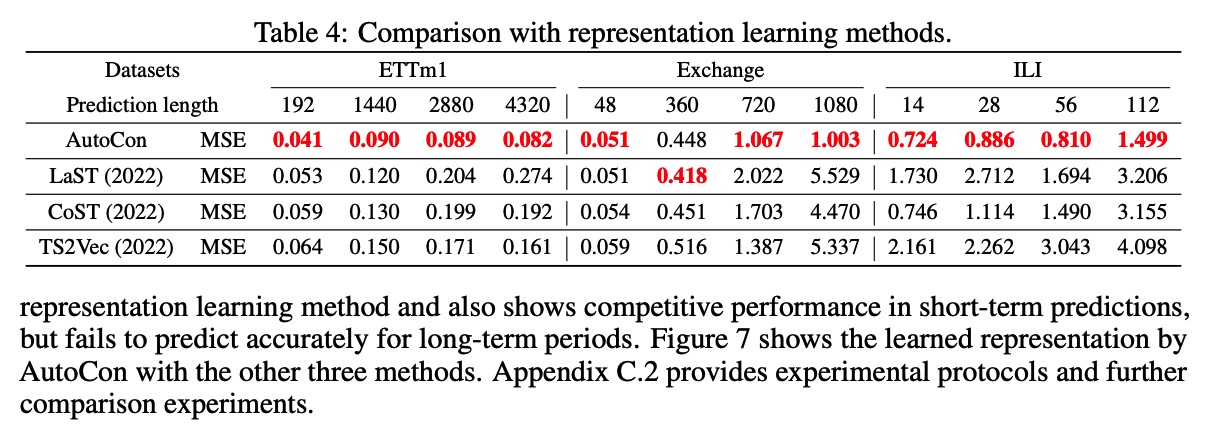 Table 4: Comparison with representation learning methods.
Datasets ETTm1 Exchange ILI
Prediction length 192 1440 2880 4320 48 360 720 1080 14 28 56 112
AutoCon MSE 0.041 0.090 0.089 0.082 0.051 0.448 1.067 1.003 0.724 0.886 0.810 1.499
LaST (2022) MSE 0.053 0.120 0.204 0.274 0.051 0.418 2.022 5.529 1.730 2.712 1.694 3.206
CoST (2022) MSE 0.059 0.130 0.199 0.192 0.054 0.451 1.703 4.470 0.746 1.114 1.490 3.155
TS2Vec (2022) MSE 0.064 0.150 0.171 0.161 0.059 0.516 1.387 5.337 2.161 2.262 3.043 4.098
representation learning method and also shows competitive performance in short-term predictions,
but fails to predict accurately for long-term periods. Figure 7 shows the learned representation by
AutoCon with the other three methods. Appendix C.2 provides experimental protocols and further
comparison experiments.